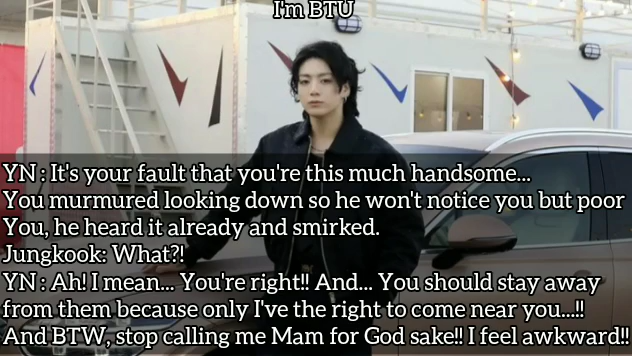 I'm BTU
YN : It's your fault that you're this much handsome...
You murmured looking down so he won't notice you but poor
You, he heard it already and smirked.
Jungkook: What?!
YN : Ah! I mean... You're right!! And... You should stay away
from them because only I've the right to come near you...!!
And BTW, stop calling me Mam for God sake!! I feel awkward!!